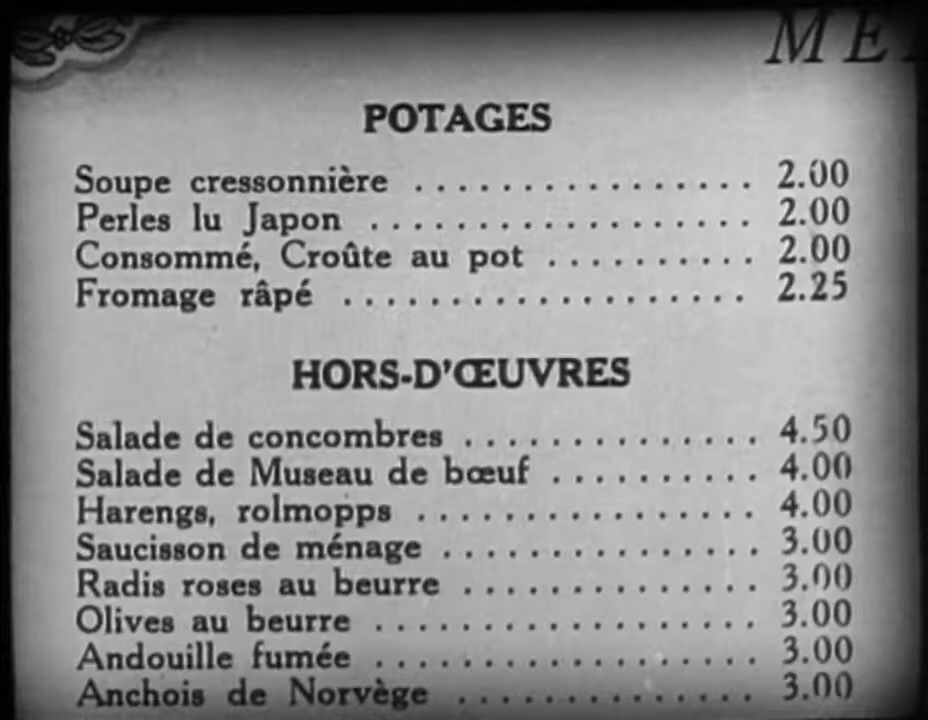 ME
POTAGES
Soupe cressonnière ................ 2.00
Perles lu Japon .................. 2.00
Consommé, Croûte au pot .......... 2.00
Fromage râpé ................... 2.25
HORS-D'ŒUVRES
Salade de concombres .............. 4.50
Salade de Museau de bœuf .......... 4.00
Harengs, rolmopps ................ 4.00
Saucisson de ménage ............... 3.00
Radis roses au beurre .............. 3.00
Olives au beurre .................. 3.00
Andouille fumée .................. 3.00
Anchois de Norvège .............. 3.00